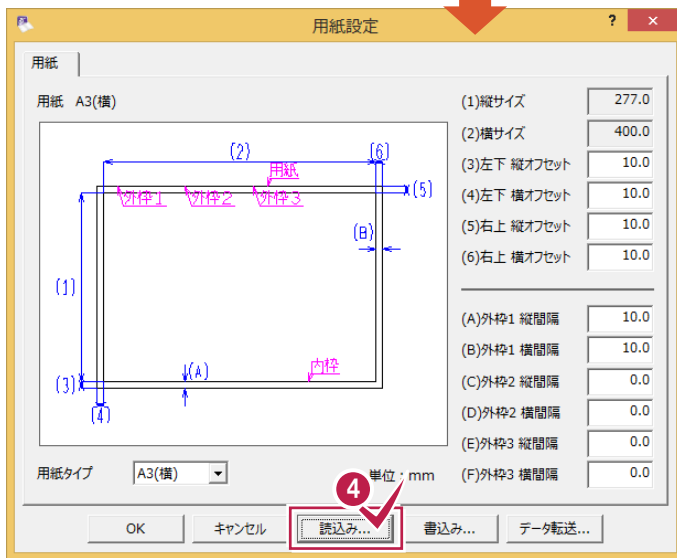 用紙設定
? ×
用紙
用紙 A3(横)
(2)
(6)
用紙
外枠1 外枠2 外枠3
(5)
(B)
(1)
内枠
(A)
(3)
(4)
(1)縦サイズ 277.0
(2)横サイズ 400.0
(3)左下 縦オフセット 10.0
(4)左下 横オフセット 10.0
(5)右上 縦オフセット 10.0
(6)右上 横オフセット 10.0
(A)外枠1 縦間隔 10.0
(B)外枠1 横間隔 10.0
(C)外枠2 縦間隔 0.0
(D)外枠2 横間隔 0.0
(E)外枠3 縦間隔 0.0
(F)外枠3 横間隔 0.0
用紙タイプ A3(横) 単位：mm
4
OK キャンセル 読込み... 書込み... データ転送...